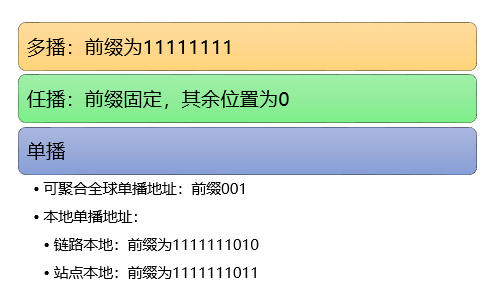 多播：前缀为11111111
任播：前缀固定，其余位置为0
单播
• 可聚合全球单播地址：前缀001
• 本地单播地址：
• 链路本地：前缀为1111111010
• 站点本地：前缀为1111111011